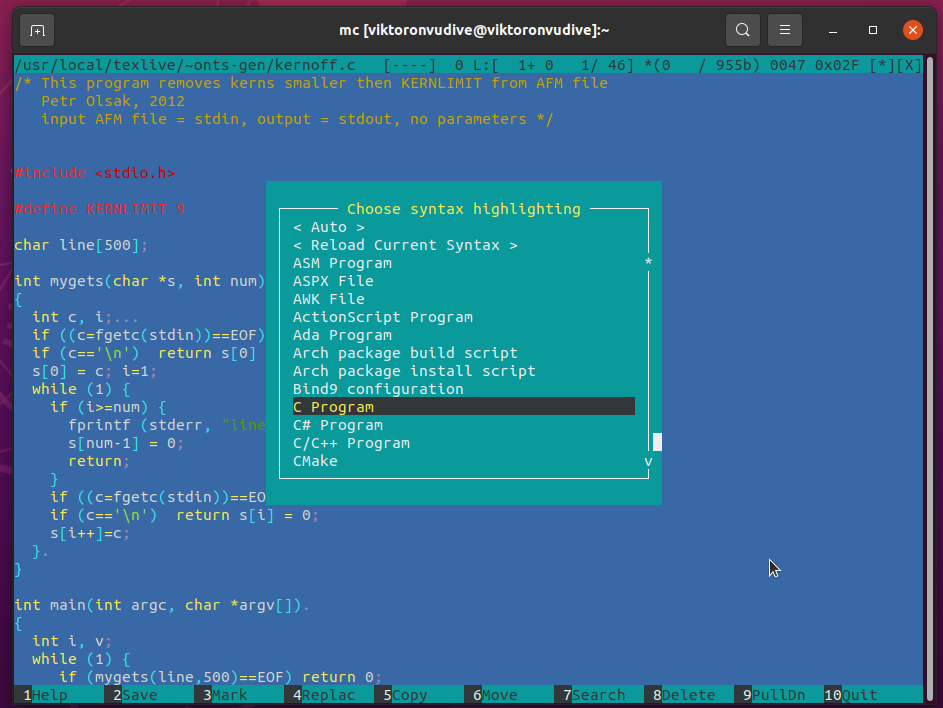 mc [viktoronvudive@viktoronvudive]:~
/usr/local/texlive/~onts-gen/kernoff.c   [----]  0 L:[  1+ 0   1/ 46] *(0   / 955b) 0047 0x02F [*][X]
/* This program removes kerns smaller then KERNLIMIT from AFM file
   Petr Olsak, 2012
   input AFM file = stdin, output = stdout, no parameters */
#include <stdio.h>
#define KERNLIMIT 9
char line[500];
int mygets(char *s, int num)
{
  int c, i;...
  if ((c=fgetc(stdin))==EOF)
  if (c=='\n')  return s[0]
  s[0] = c; i=1;
  while (1) {
    if (i>=num) {
      fprintf (stderr, "line
      s[num-1] = 0;
      return;
    }
    if ((c=fgetc(stdin))==EO
    if (c=='\n')  return s[i] = 0;
    s[i++]=c;
  }.
}
int main(int argc, char *argv[]).
{
  int i, v;
  while (1) {
     if (mygets(line,500)==EOF) return 0;
Choose syntax highlighting
< Auto >
< Reload Current Syntax >
ASM Program *
ASPX File
AWK File
ActionScript Program
Ada Program
Arch package build script
Arch package install script
Bind9 configuration
C Program
C# Program
C/C++ Program
CMake v
1Help   2Save   3Mark   4Replac   5Copy   6Move   7Search   8Delete   9PullDn   10Quit